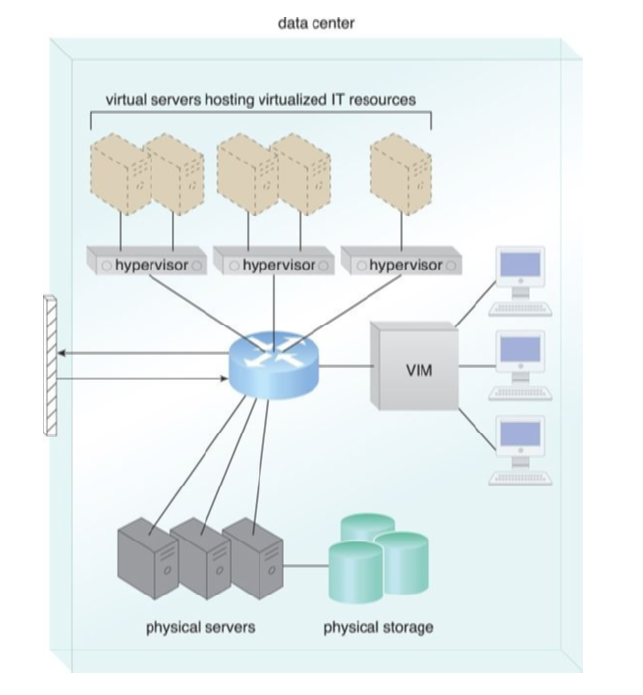 data center
virtual servers hosting virtualized IT resources
hypervisor
hypervisor
hypervisor
VIM
physical servers
physical storage